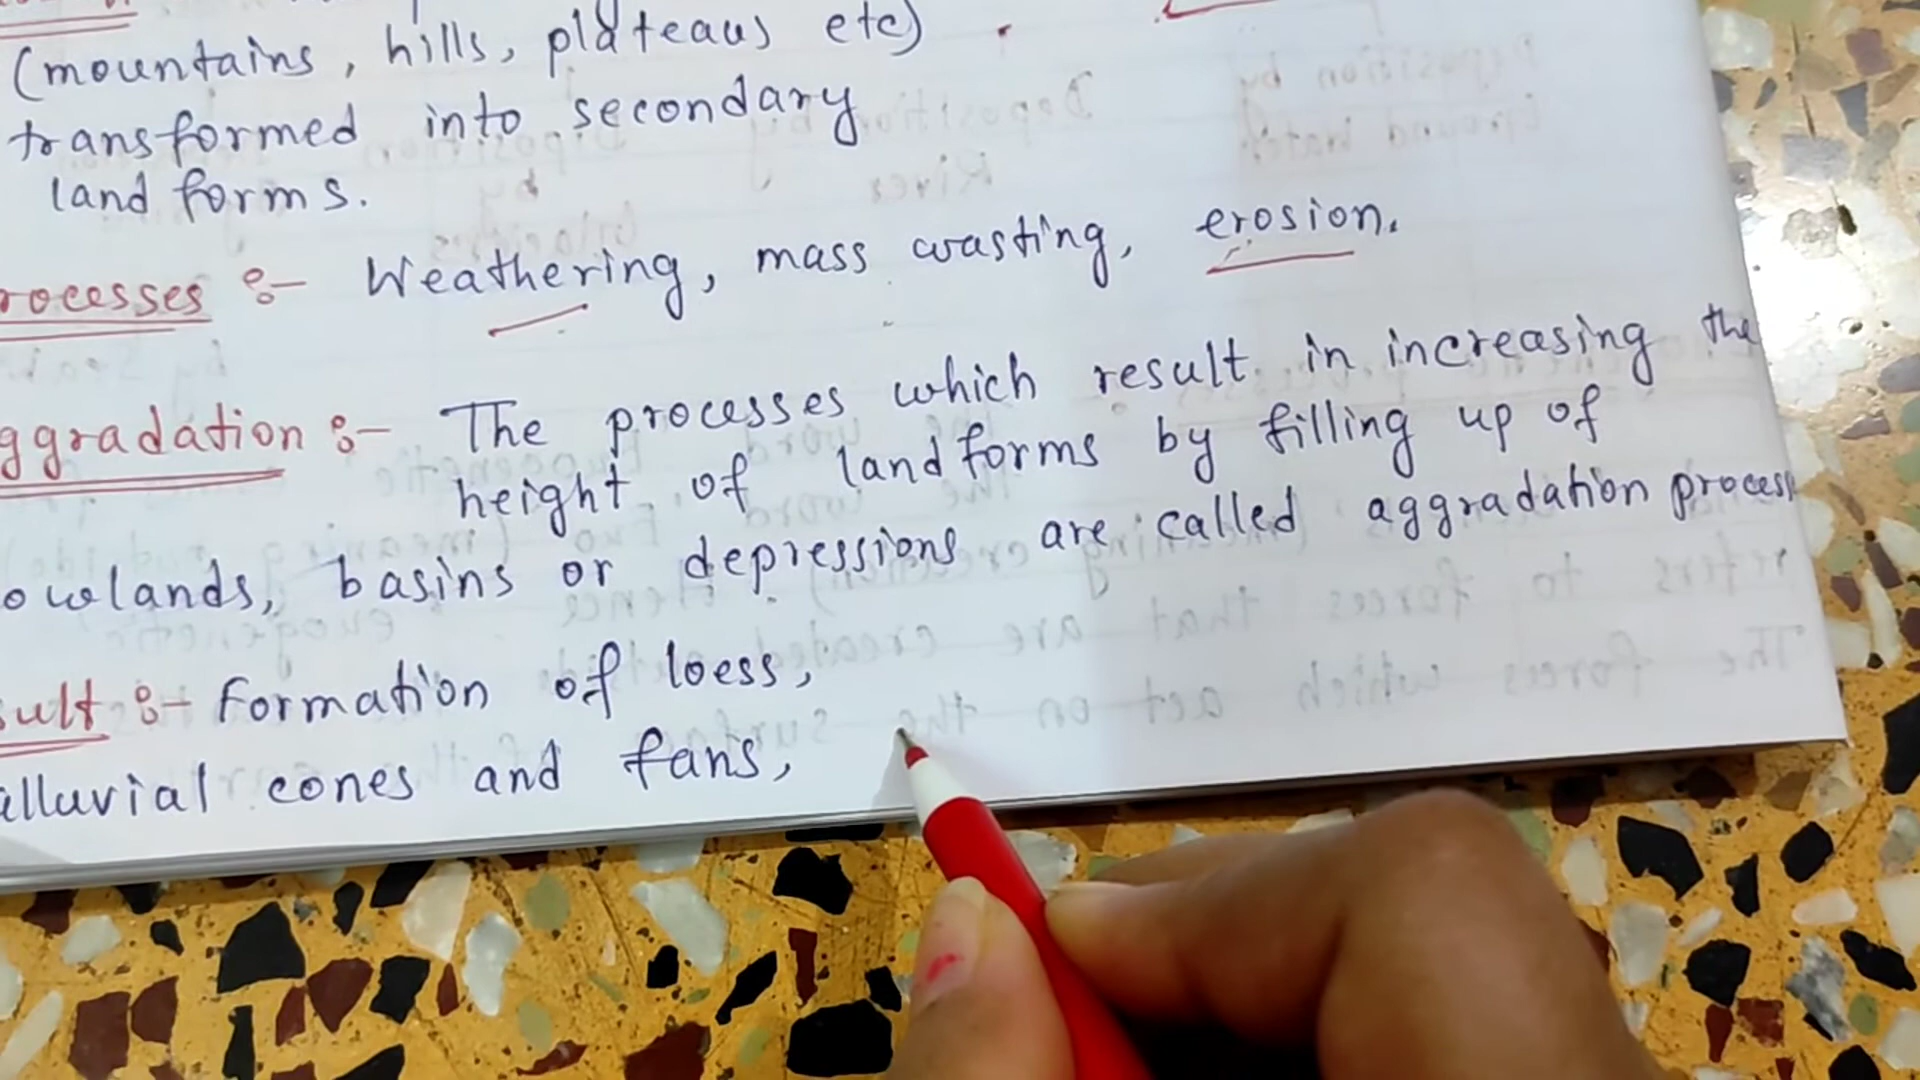 (mountains, hills, plateaus etc)
transformed into secondary
land forms.
rocesses :- Weathering, mass wasting, erosion.
ggradation :- The processes which result in increasing the
height of landforms by filling up of
owlands, basins or depressions are called aggradation process
sult :- Formation of loess,
alluvial cones and fans,